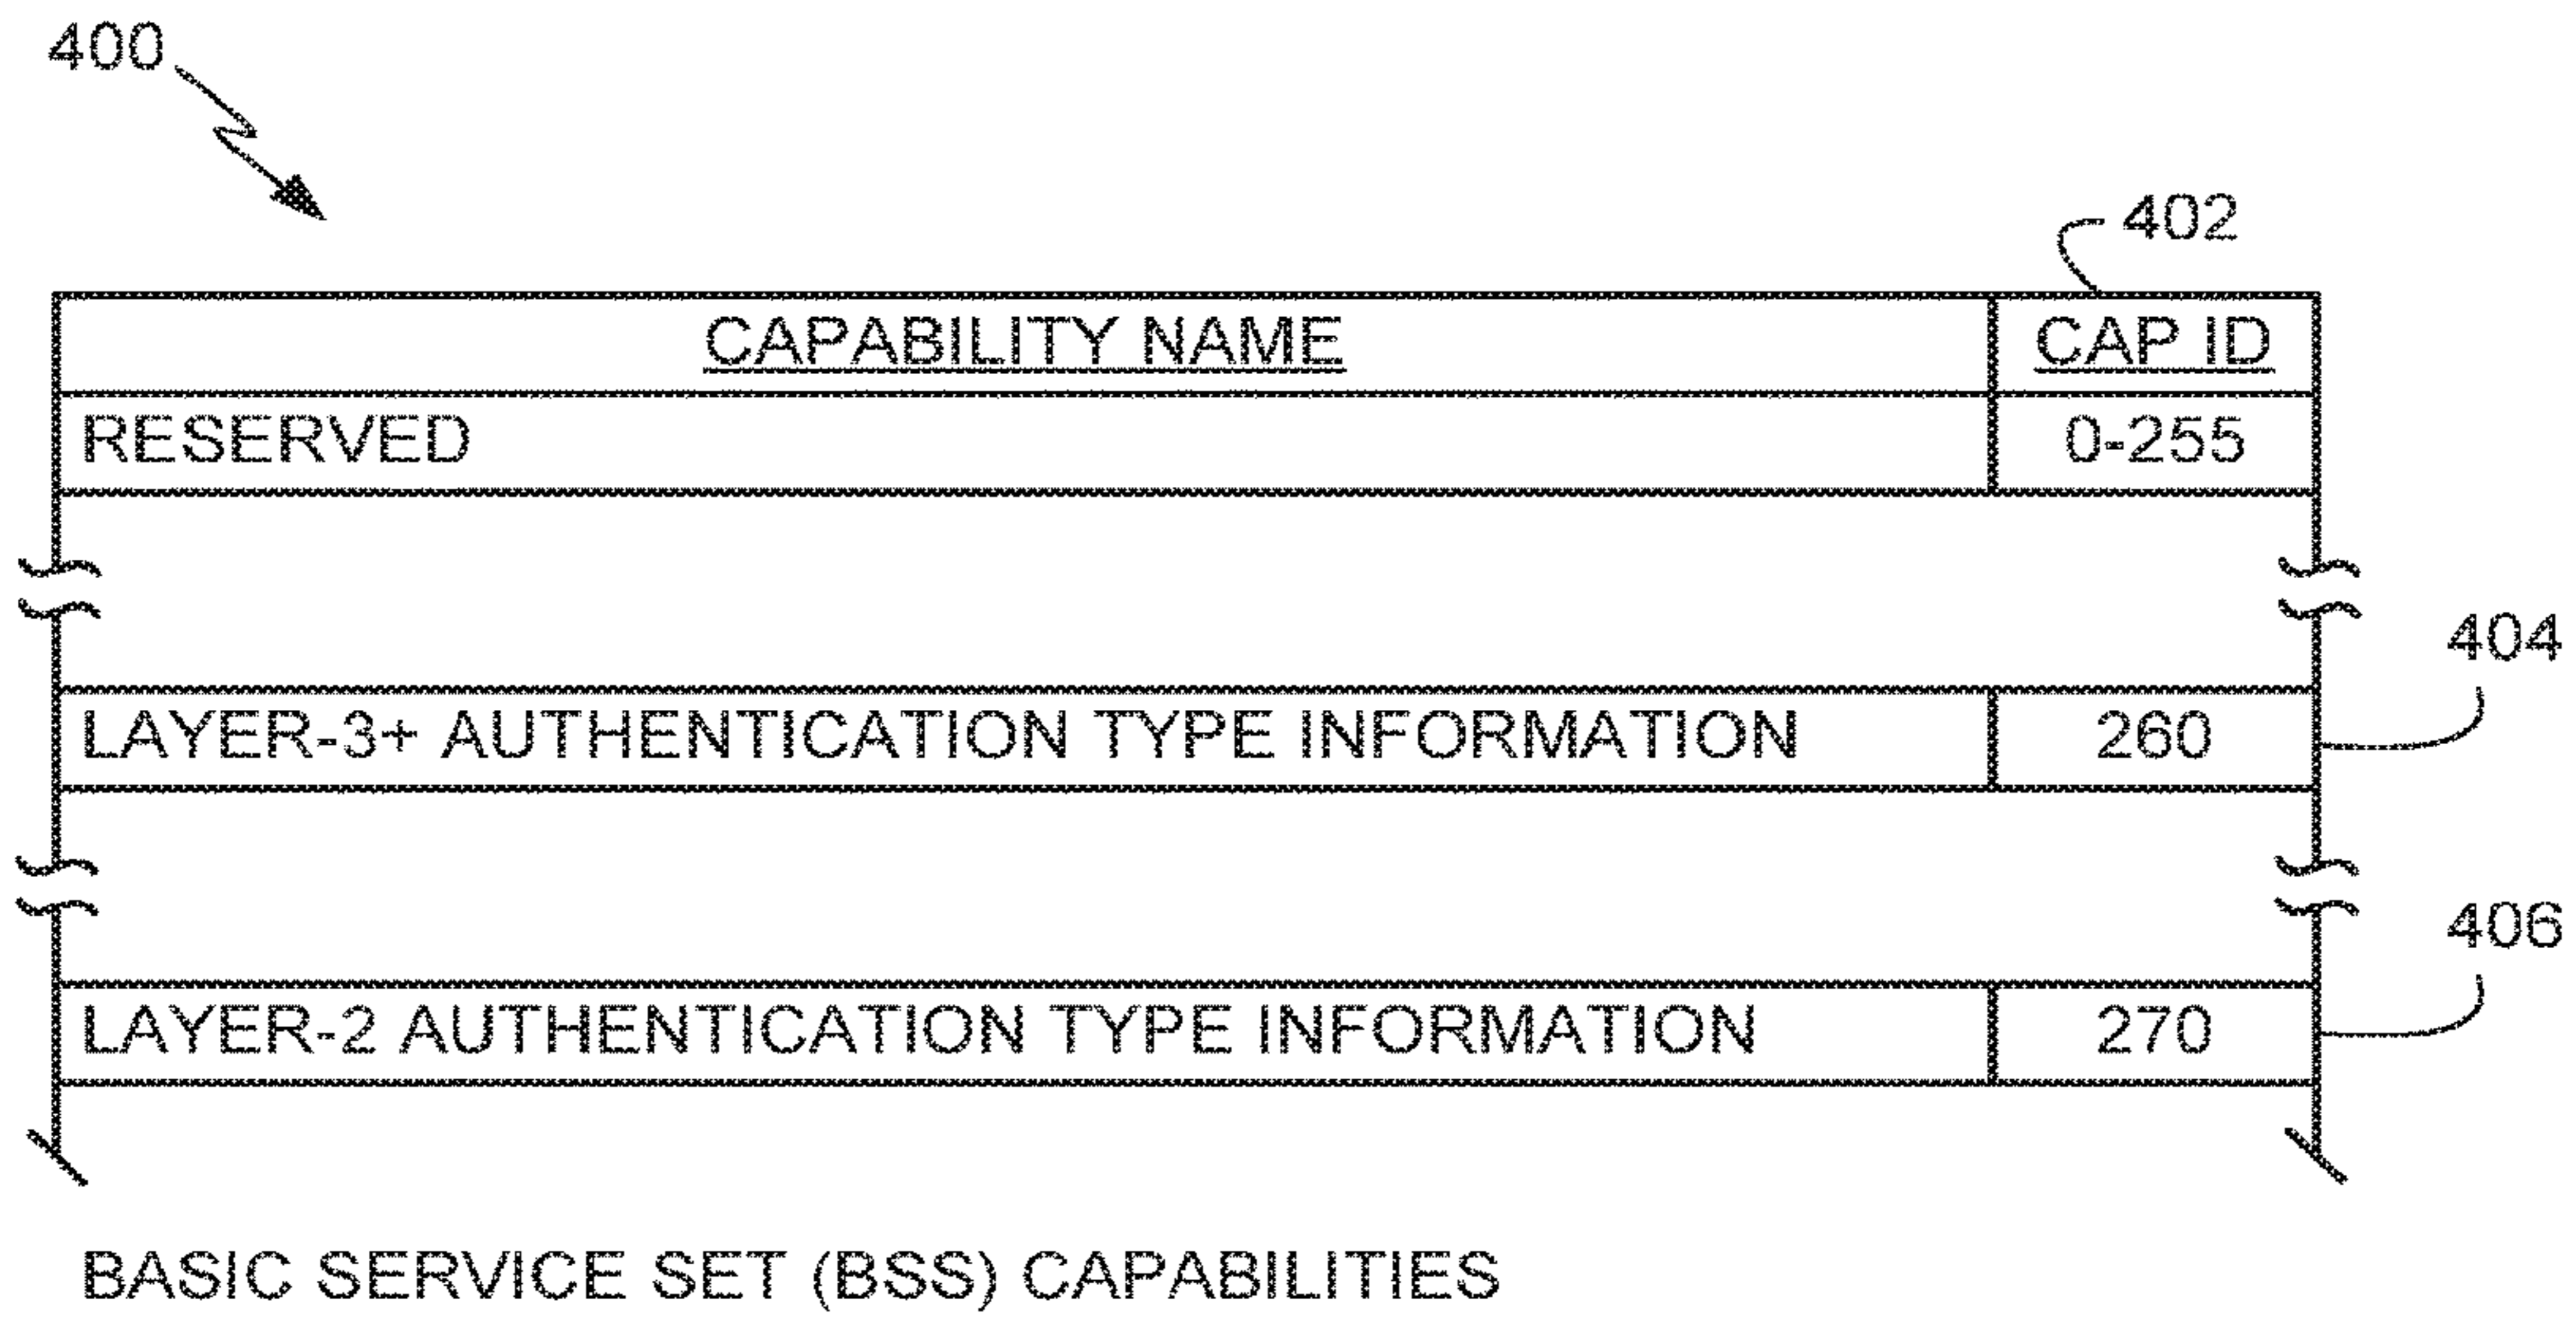 400
402
CAPABILITY NAME CAP ID
RESERVED 0-255
404
LAYER-3+ AUTHENTICATION TYPE INFORMATION 260
406
LAYER-2 AUTHENTICATION TYPE INFORMATION 270
BASIC SERVICE SET (BSS) CAPABILITIES